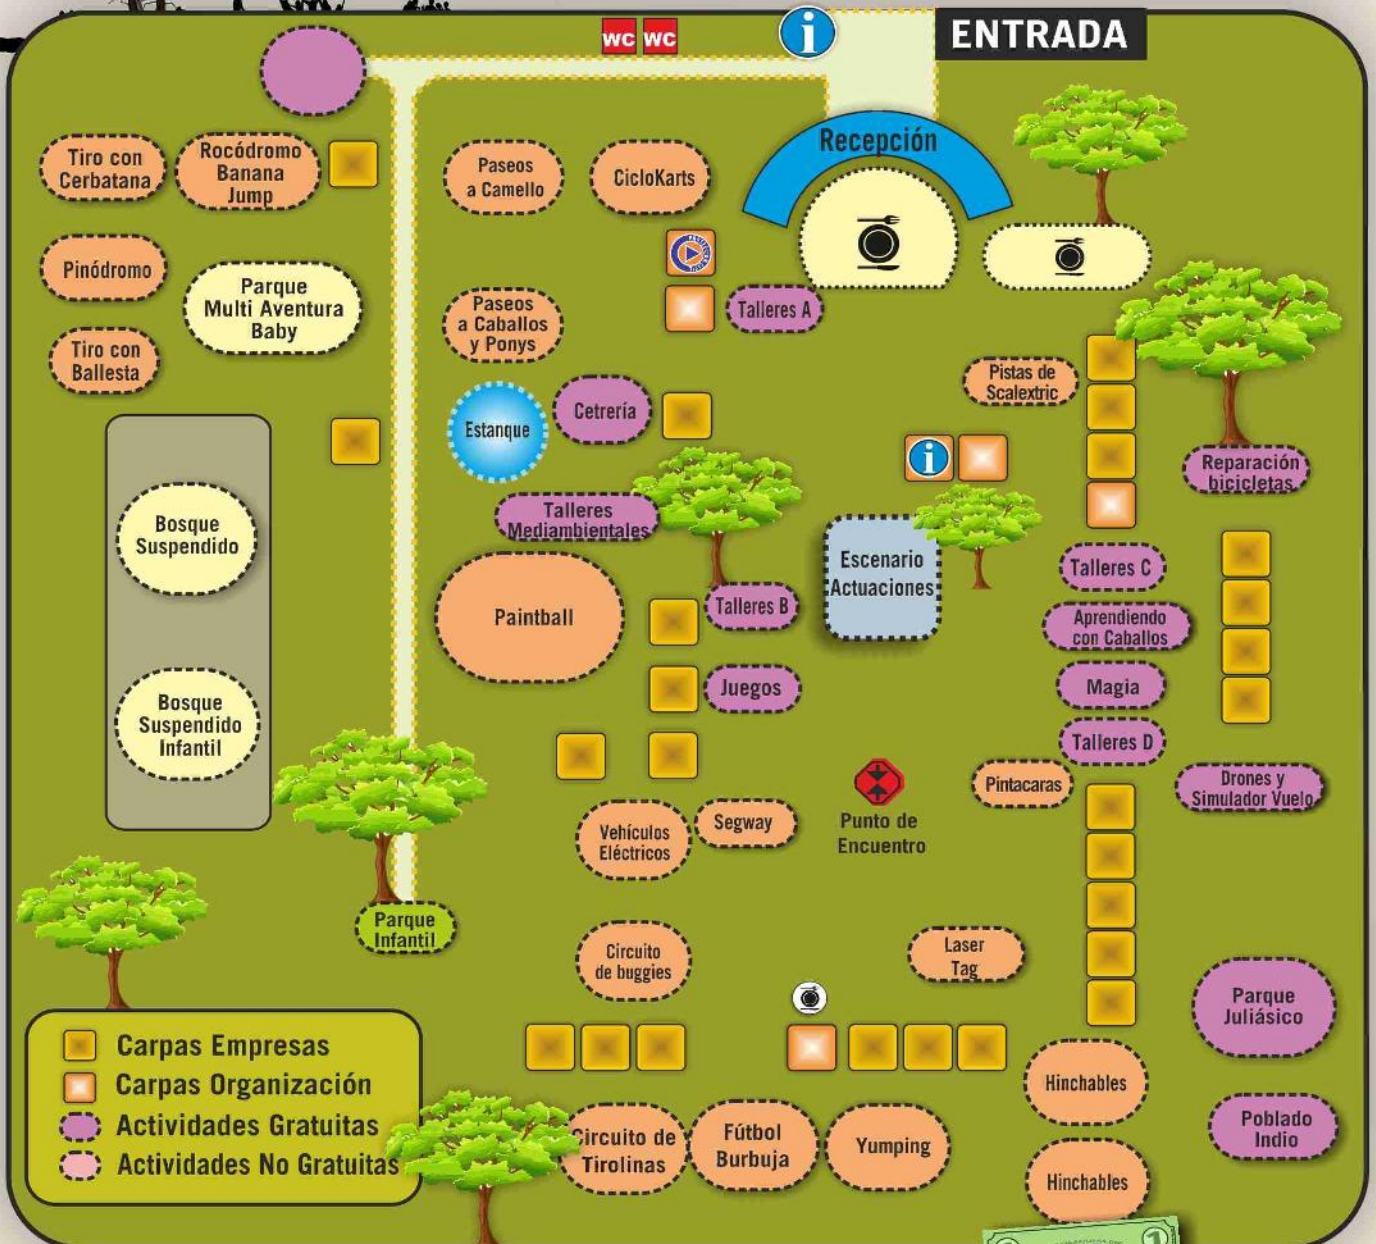 WC WC
i
ENTRADA
Recepción
Tiro con
Cerbatana
Rocódromo
Banana
Jump
Paseos
a Camello
CicloKarts
Pinódromo
Parque
Multi Aventura
Baby
Paseos
a Caballos
y Ponys
Talleres A
Tiro con
Ballesta
Pistas de
Scalextric
Estanque
Cetrería
i
Reparación
bicicletas
Bosque
Suspendido
Talleres
Mediambientales
Escenario
Actuaciones
Talleres C
Paintball
Talleres B
Aprendiendo
con Caballos
Bosque
Suspendido
Infantil
Juegos
Magia
Talleres D
Pintacaras
Drones y
Simulador Vuelo
Vehículos
Eléctricos
Segway
Punto de
Encuentro
Parque
Infantil
Circuito
de buggies
Laser
Tag
Parque
Juliásico
Carpas Empresas
Carpas Organización
Actividades Gratuitas
Actividades No Gratuitas
Hinchables
Circuito de
Tirolinas
Fútbol
Burbuja
Yumping
Poblado
Indio
Hinchables
1